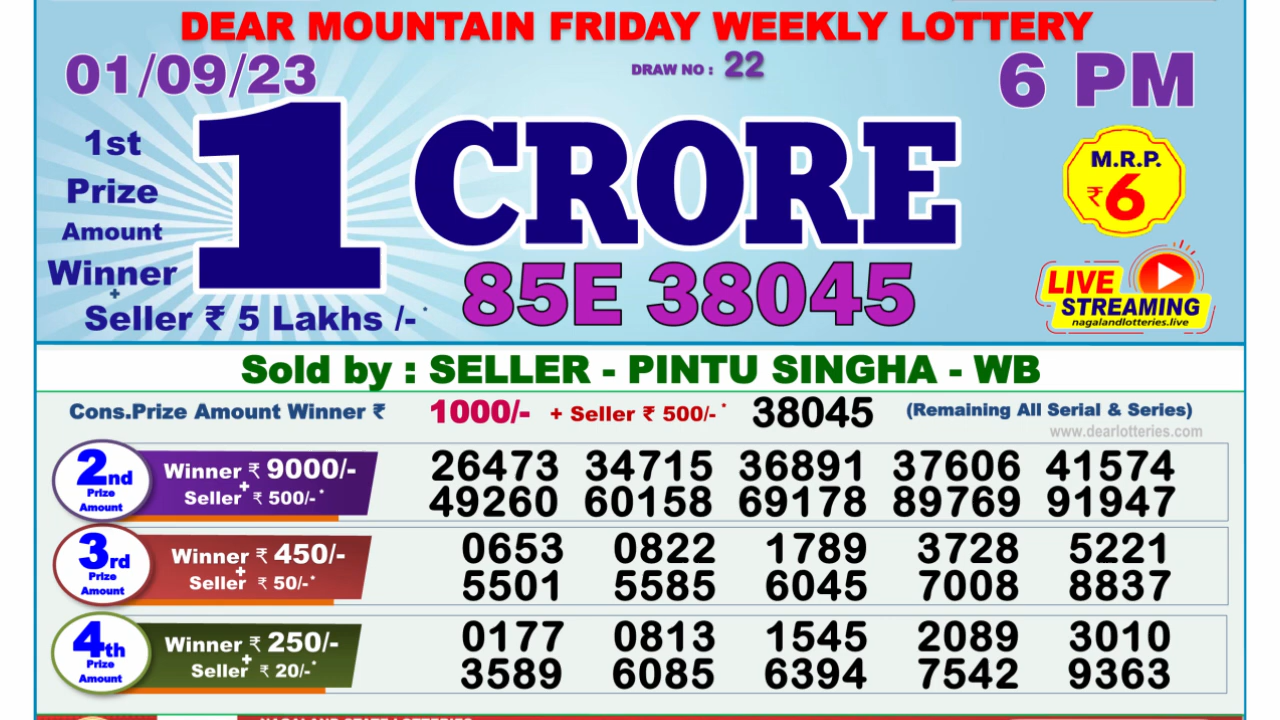 DEAR MOUNTAIN FRIDAY WEEKLY LOTTERY
01/09/23
DRAW NO : 22
6 PM
1st
Prize
Amount
Winner
+
Seller ₹ 5 Lakhs /-*
1 CRORE
85E 38045
M.R.P.
₹6
LIVE
STREAMING
nagalandlotteries.live
Sold by : SELLER - PINTU SINGHA - WB
Cons.Prize Amount Winner ₹ 1000/- + Seller ₹ 500/-* 38045 (Remaining All Serial & Series)
www.dearlotteries.com
2nd
Prize
Amount
Winner ₹ 9000/-
+
Seller ₹ 500/-*
26473 34715 36891 37606 41574
49260 60158 69178 89769 91947
3rd
Prize
Amount
Winner ₹ 450/-
+
Seller ₹ 50/-*
0653 0822 1789 3728 5221
5501 5585 6045 7008 8837
4th
Prize
Amount
Winner ₹ 250/-
+
Seller ₹ 20/-*
0177 0813 1545 2089 3010
3589 6085 6394 7542 9363